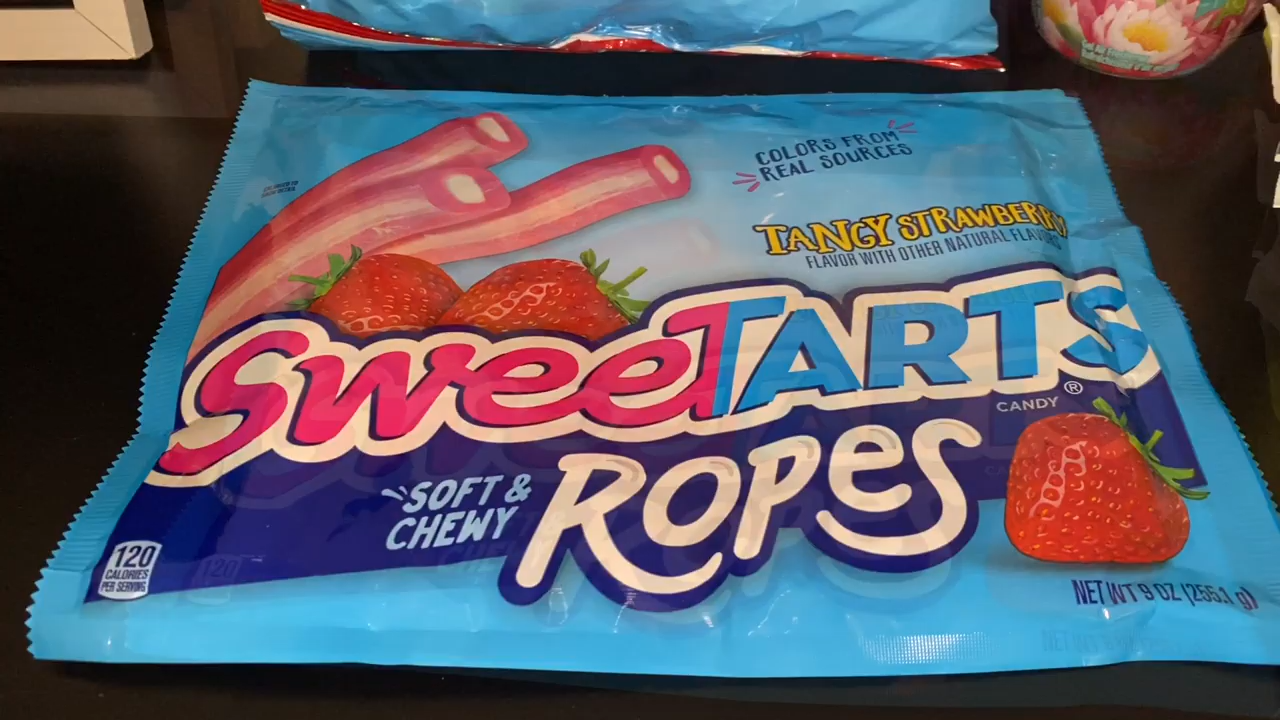 COLORS FROM
REAL SOURCES
TANGY STRAWBERRY
FLAVOR WITH OTHER NATURAL FLAVORS
SweeTARTS
CANDY ®
SOFT &
CHEWY
ROPES
120
CALORIES
PER SERVING
NET WT 9 OZ (255.1 g)